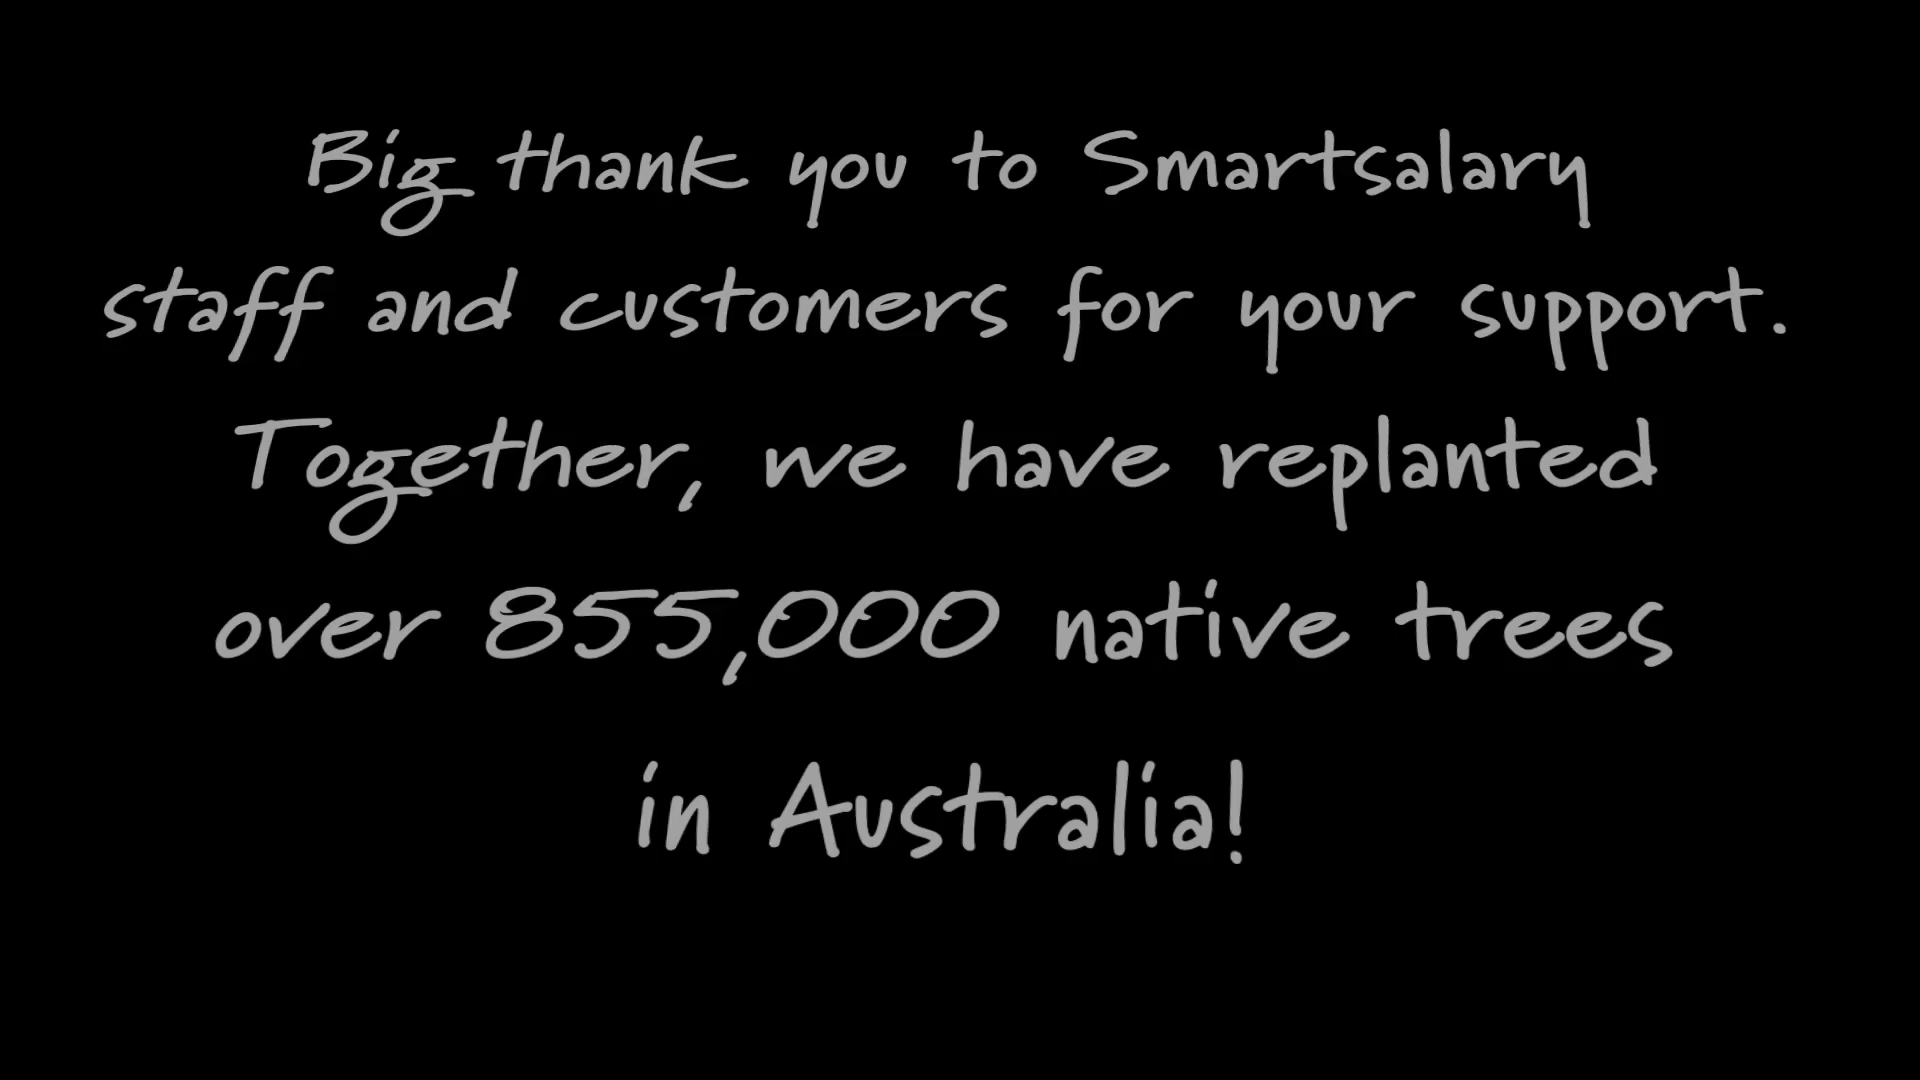 Big thank you to Smartsalary
staff and customers for your support.
Together, we have replanted
over 855,000 native trees
in Australia!